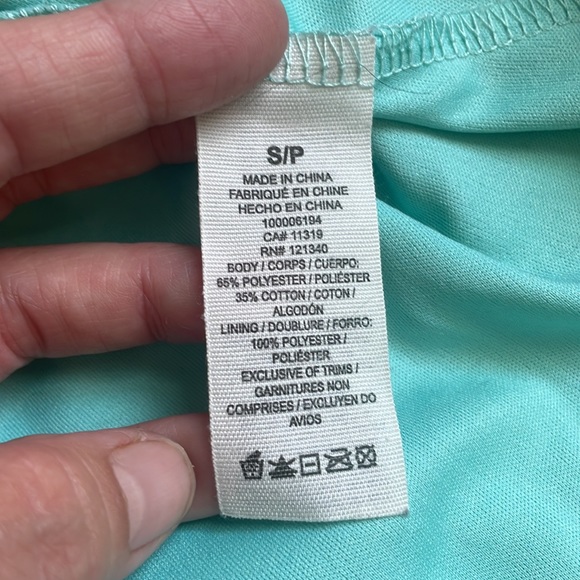 S/P
MADE IN CHINA
FABRIQUÉ EN CHINE
HECHO EN CHINA
100006194
CA# 11319
RN# 121340
BODY / CORPS / CUERPO:
65% POLYESTER / POLIÉSTER
35% COTTON / COTON /
ALGODÓN
LINING / DOUBLURE / FORRO:
100% POLYESTER /
POLIÉSTER
EXCLUSIVE OF TRIMS /
GARNITURES NON
COMPRISES / EXCLUYEN DO
AVIOS